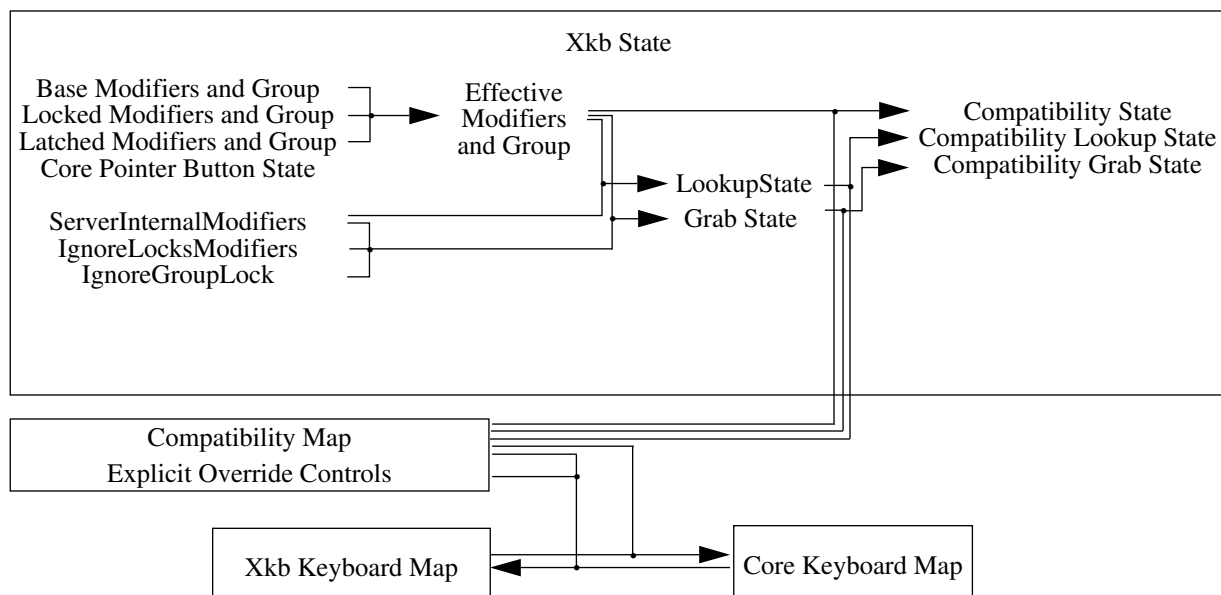 Xkb State
Base Modifiers and Group
Locked Modifiers and Group
Latched Modifiers and Group
Core Pointer Button State
ServerInternalModifiers
IgnoreLocksModifiers
IgnoreGroupLock
Effective
Modifiers
and Group
LookupState
Grab State
Compatibility State
Compatibility Lookup State
Compatibility Grab State
Compatibility Map
Explicit Override Controls
Xkb Keyboard Map
Core Keyboard Map